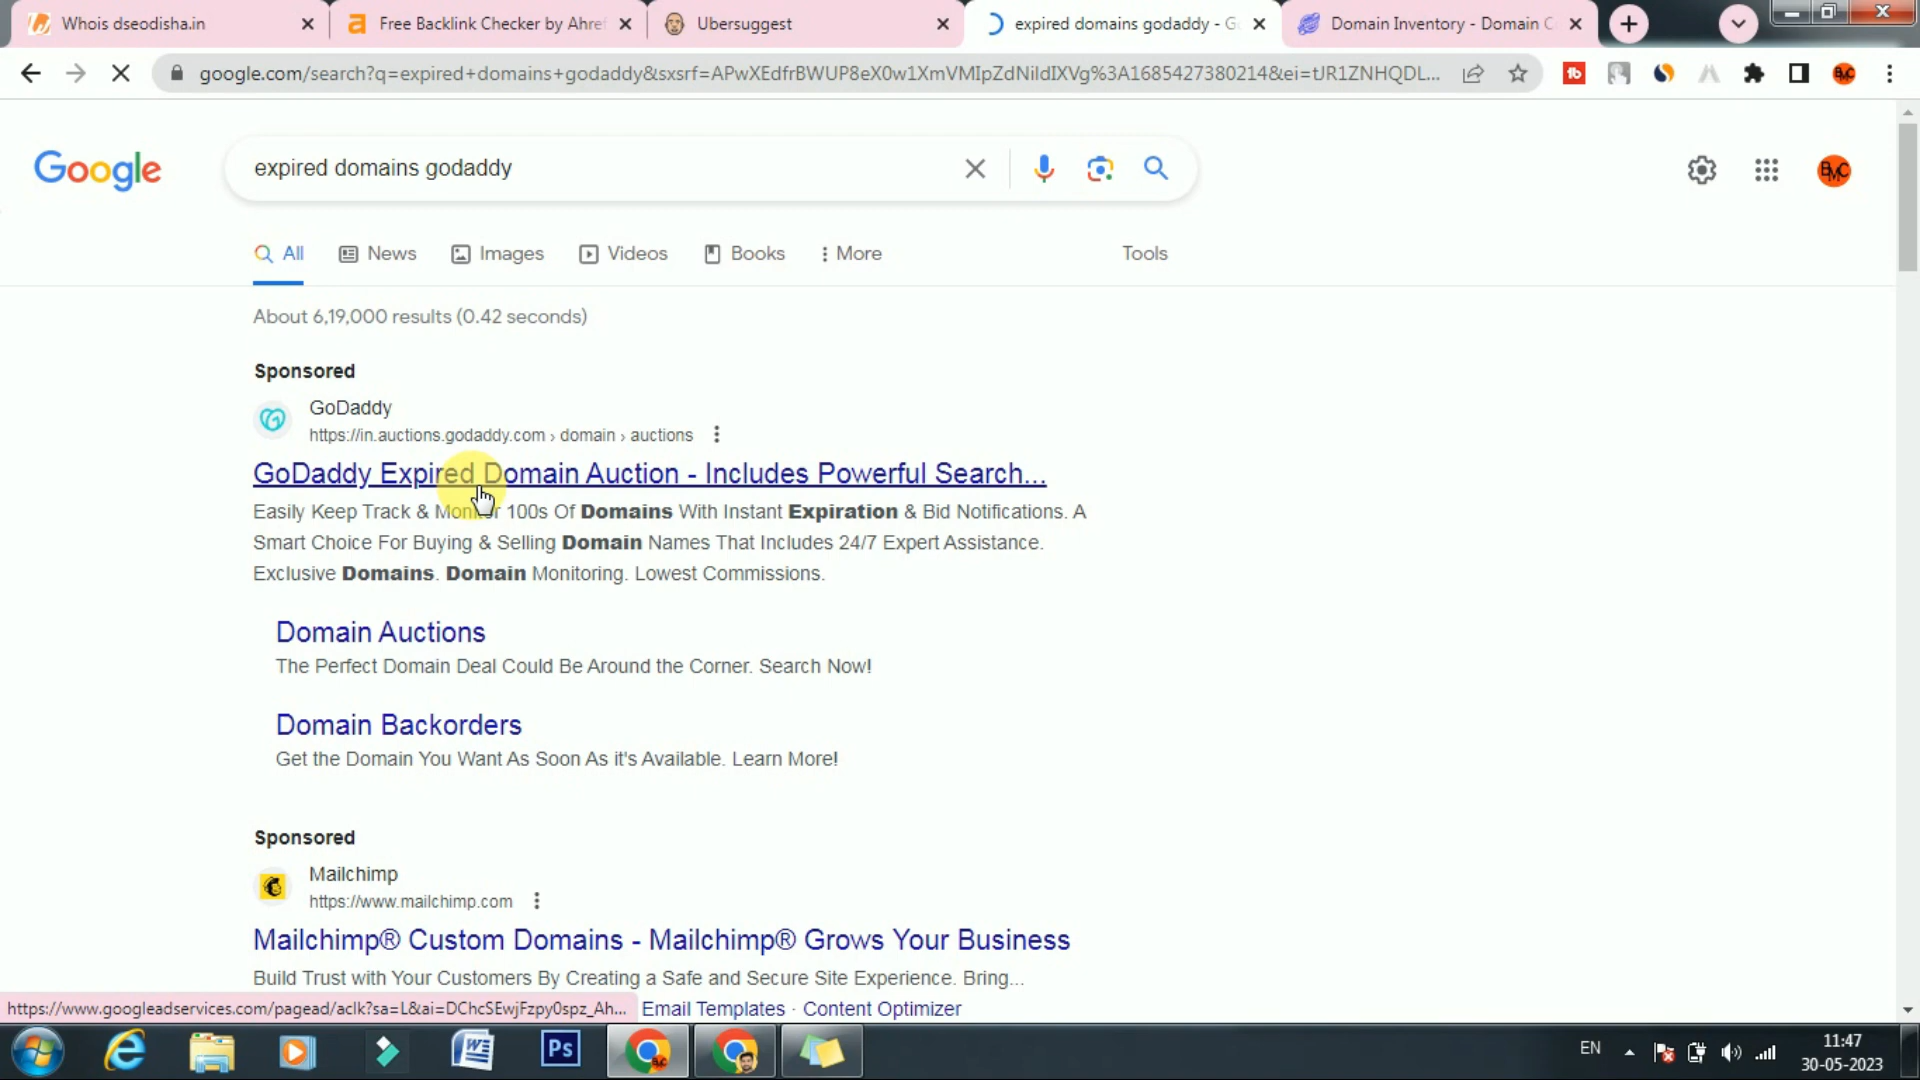 Whois dseodisha.in
Free Backlink Checker by Ahref
Ubersuggest
expired domains godaddy - G
Domain Inventory - Domain C
google.com/search?q=expired+domains+godaddy&sxsrf=APwXEdfrBWUP8eX0w1XmVMIpZdNildIXVg%3A1685427380214&ei=tJR1ZNHQDL...
Google
expired domains godaddy
All
News
Images
Videos
Books
More
Tools
About 6,19,000 results (0.42 seconds)
Sponsored
GoDaddy
https://in.auctions.godaddy.com › domain › auctions
GoDaddy Expired Domain Auction - Includes Powerful Search...
Easily Keep Track & Monitor 100s Of Domains With Instant Expiration & Bid Notifications. A
Smart Choice For Buying & Selling Domain Names That Includes 24/7 Expert Assistance.
Exclusive Domains. Domain Monitoring. Lowest Commissions.
Domain Auctions
The Perfect Domain Deal Could Be Around the Corner. Search Now!
Domain Backorders
Get the Domain You Want As Soon As it's Available. Learn More!
Sponsored
Mailchimp
https://www.mailchimp.com
Mailchimp® Custom Domains - Mailchimp® Grows Your Business
Build Trust with Your Customers By Creating a Safe and Secure Site Experience. Bring...
https://www.googleadservices.com/pagead/aclk?sa=L&ai=DChcSEwjFzpy0spz_Ah...
Email Templates · Content Optimizer
Ps
EN
11:47
30-05-2023